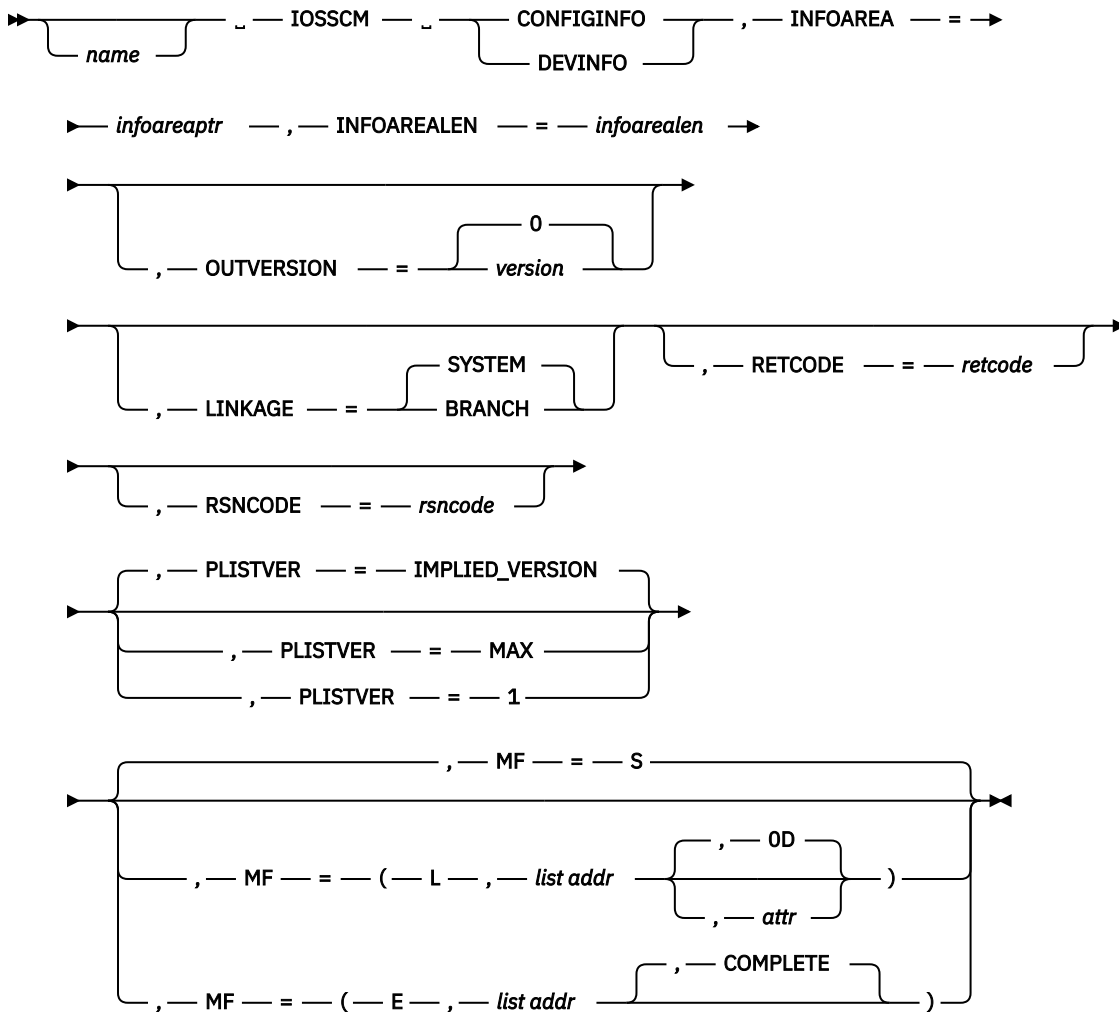 ␣ IOSSCM ␣ CONFIGINFO , INFOAREA =
name
DEVINFO
infoareaptr , INFOAREALEN = infoarealen
0
, OUTVERSION = version
SYSTEM
, RETCODE = retcode
, LINKAGE = BRANCH
, RSNCODE = rsncode
, PLISTVER = IMPLIED_VERSION
, PLISTVER = MAX
, PLISTVER = 1
, MF = S
, 0D
, MF = ( L , list addr )
, attr
, COMPLETE
, MF = ( E , list addr )